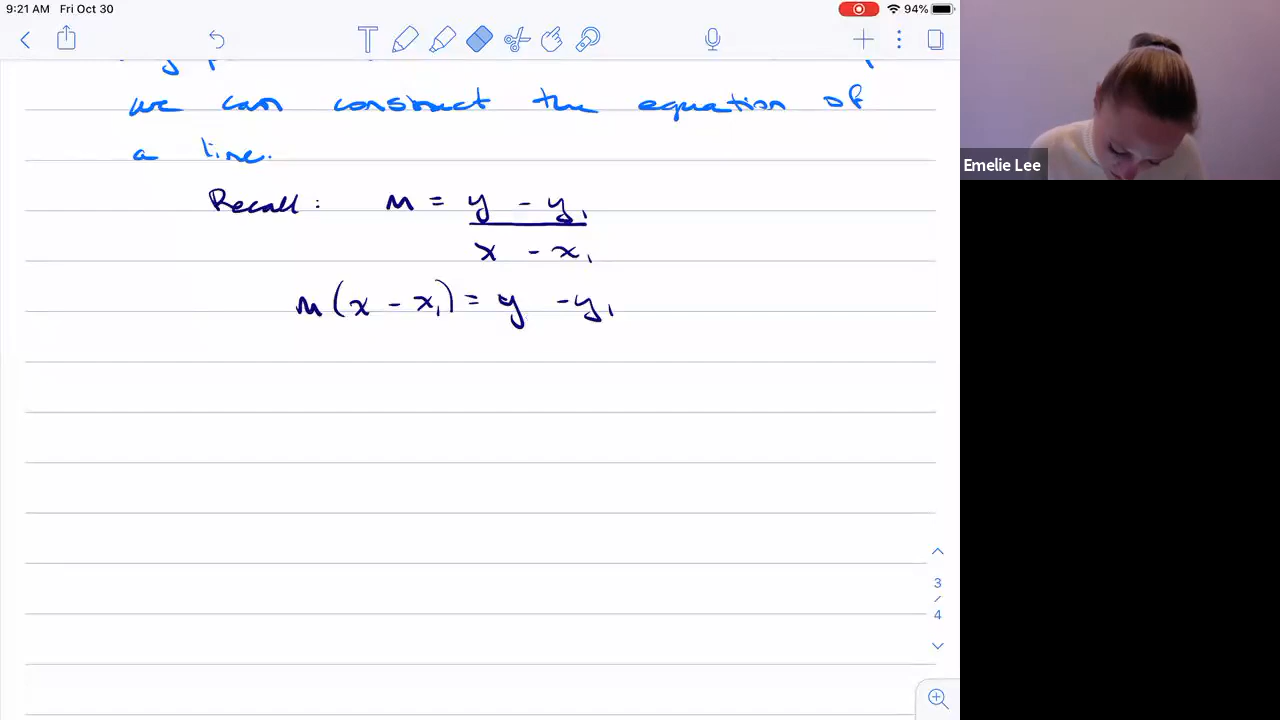 9:21 AM Fri Oct 30
94%
we can construct the equation of
a line.
Recall : m = y - y₁
x - x₁
m(x - x₁) = y - y₁
Emelie Lee
3
/
4